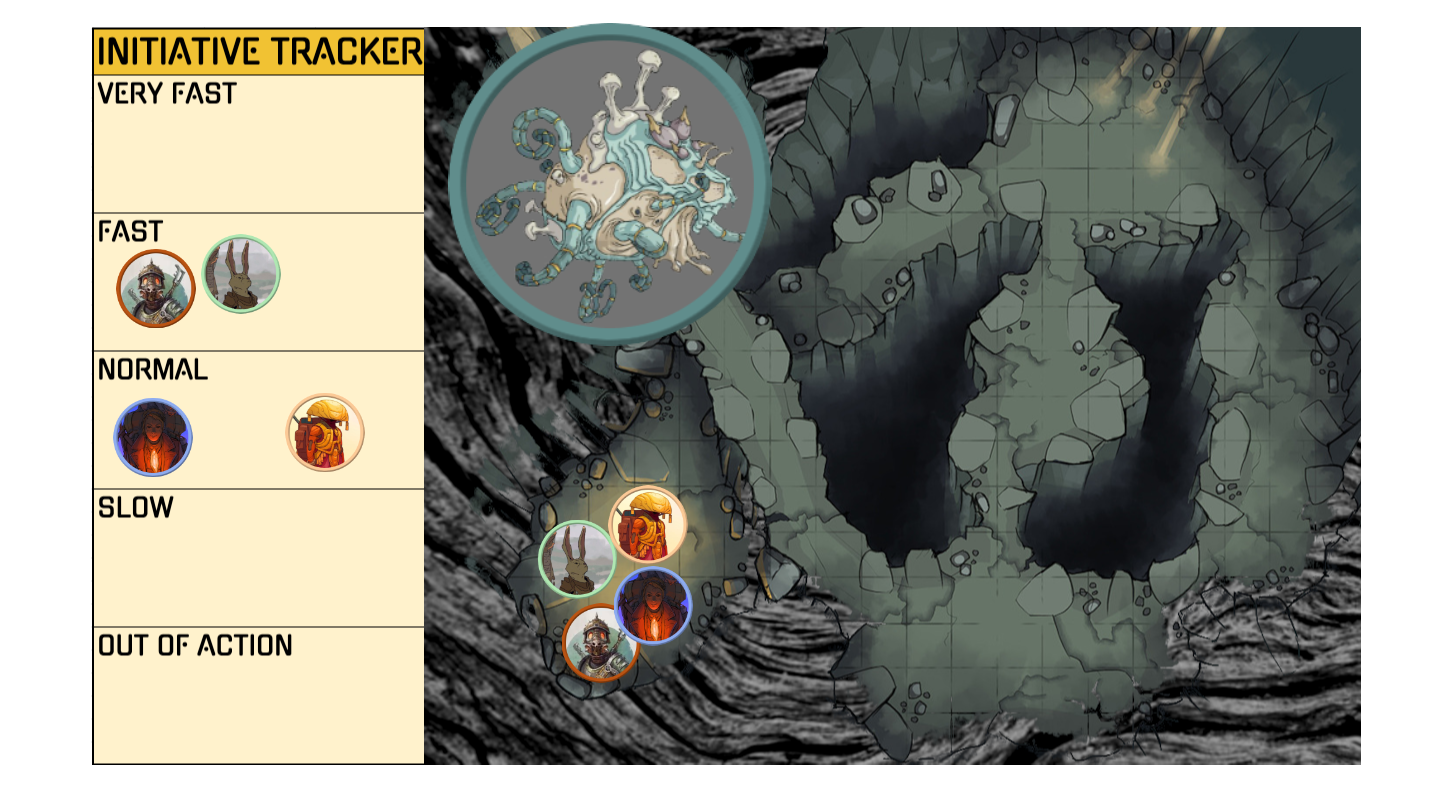 INITIATIVE TRACKER
VERY FAST
FAST
NORMAL
SLOW
OUT OF ACTION